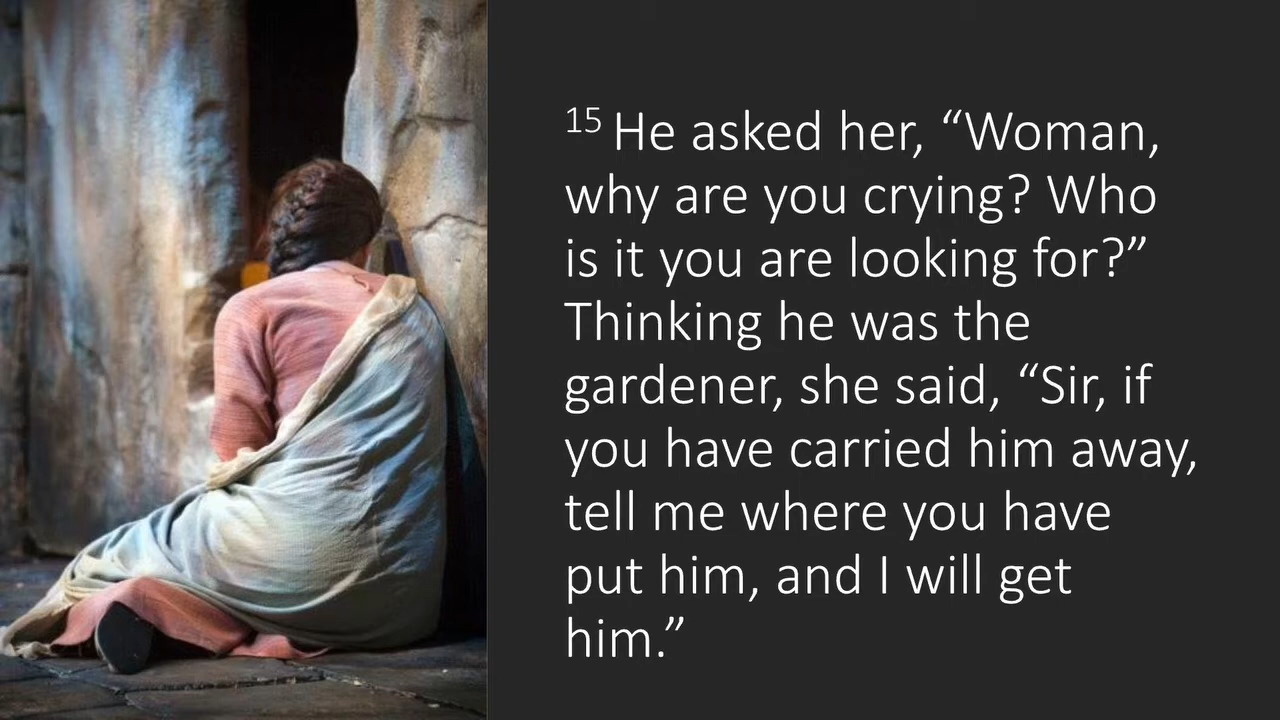 15 He asked her, “Woman,
why are you crying? Who
is it you are looking for?”
Thinking he was the
gardener, she said, “Sir, if
you have carried him away,
tell me where you have
put him, and I will get
him.”